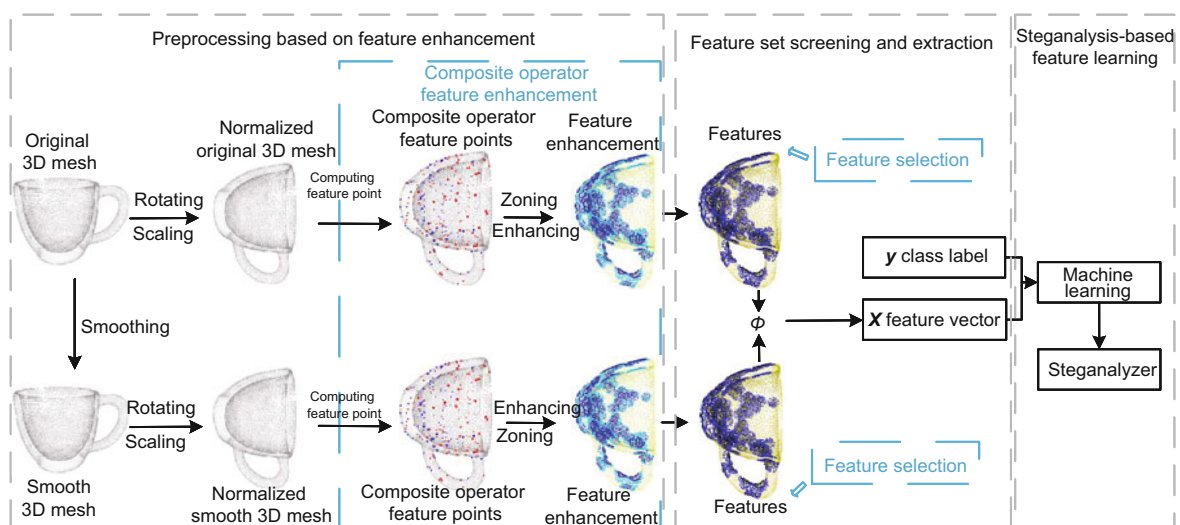 Preprocessing based on feature enhancement
Feature set screening and extraction
Steganalysis-based
feature learning
Composite operator
feature enhancement
Original
3D mesh
Normalized
original 3D mesh
Composite operator
feature points
Feature
enhancement
Features
Feature selection
Rotating
Scaling
Computing
feature point
Zoning
Enhancing
y class label
Machine
learning
Smoothing
Φ
X feature vector
Steganalyzer
Rotating
Scaling
Computing
feature point
Enhancing
Zoning
Feature selection
Smooth
3D mesh
Normalized
smooth 3D mesh
Composite operator
feature points
Feature
enhancement
Features